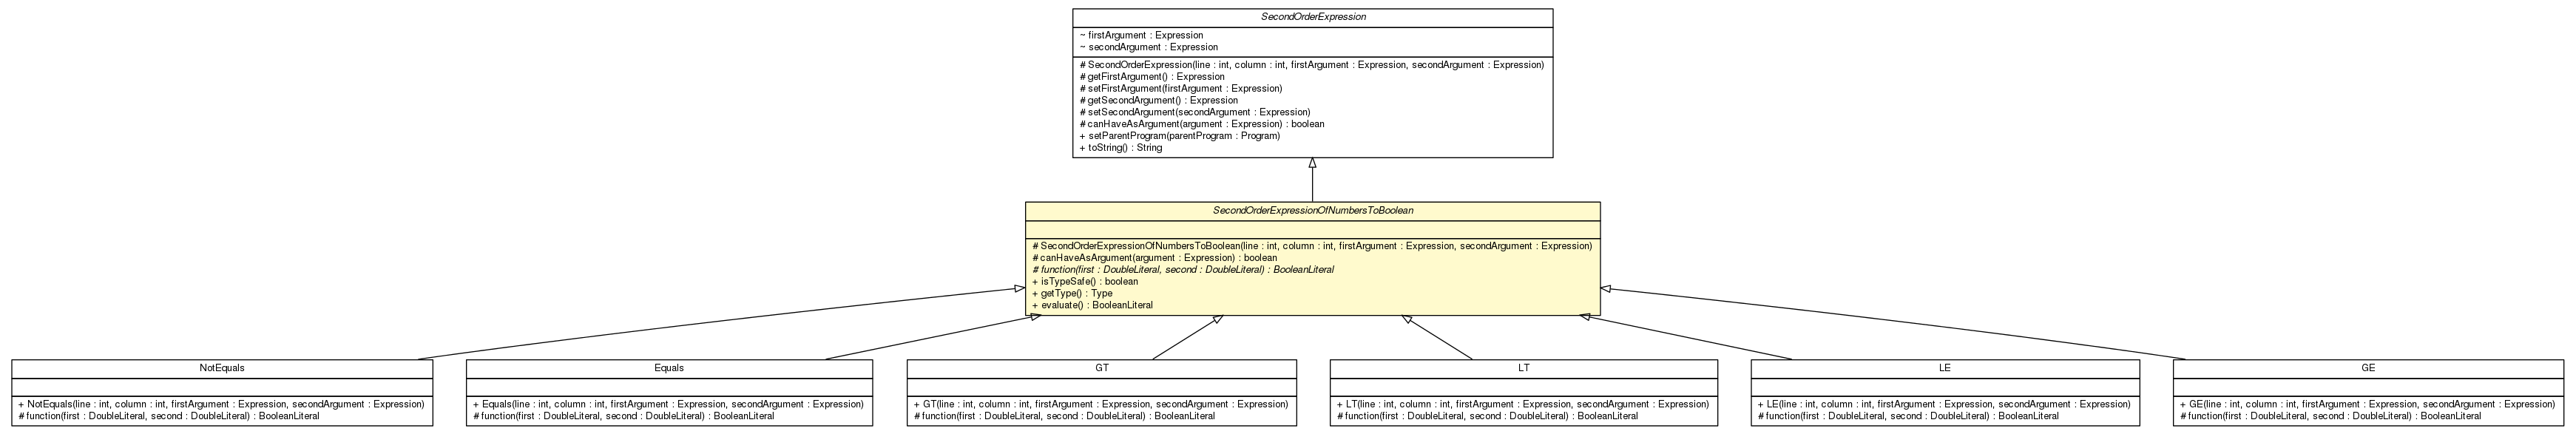 SecondOrderExpression
~ firstArgument : Expression
~ secondArgument : Expression
# SecondOrderExpression(line : int, column : int, firstArgument : Expression, secondArgument : Expression)
# getFirstArgument() : Expression
# setFirstArgument(firstArgument : Expression)
# getSecondArgument() : Expression
# setSecondArgument(secondArgument : Expression)
# canHaveAsArgument(argument : Expression) : boolean
+ setParentProgram(parentProgram : Program)
+ toString() : String
SecondOrderExpressionOfNumbersToBoolean
# SecondOrderExpressionOfNumbersToBoolean(line : int, column : int, firstArgument : Expression, secondArgument : Expression)
# canHaveAsArgument(argument : Expression) : boolean
# function(first : DoubleLiteral, second : DoubleLiteral) : BooleanLiteral
+ isTypeSafe() : boolean
+ getType() : Type
+ evaluate() : BooleanLiteral
NotEquals
+ NotEquals(line : int, column : int, firstArgument : Expression, secondArgument : Expression)
# function(first : DoubleLiteral, second : DoubleLiteral) : BooleanLiteral
Equals
+ Equals(line : int, column : int, firstArgument : Expression, secondArgument : Expression)
# function(first : DoubleLiteral, second : DoubleLiteral) : BooleanLiteral
GT
+ GT(line : int, column : int, firstArgument : Expression, secondArgument : Expression)
# function(first : DoubleLiteral, second : DoubleLiteral) : BooleanLiteral
LT
+ LT(line : int, column : int, firstArgument : Expression, secondArgument : Expression)
# function(first : DoubleLiteral, second : DoubleLiteral) : BooleanLiteral
LE
+ LE(line : int, column : int, firstArgument : Expression, secondArgument : Expression)
# function(first : DoubleLiteral, second : DoubleLiteral) : BooleanLiteral
GE
+ GE(line : int, column : int, firstArgument : Expression, secondArgument : Expression)
# function(first : DoubleLiteral, second : DoubleLiteral) : BooleanLiteral